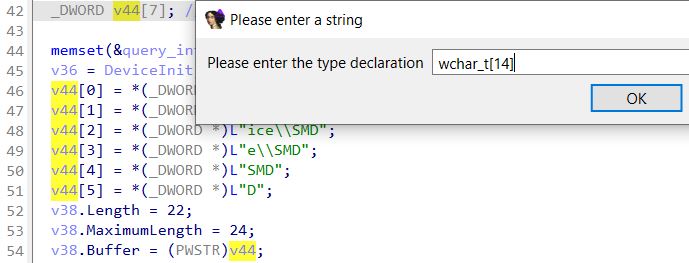 42 _DWORD v44[7]; /
43
44 memset(&query_in
45 v36 = DeviceInit
46 v44[0] = *(_DWORD
47 v44[1] = *(_DWORD
48 v44[2] = *(_DWORD *)L"ice\\SMD";
49 v44[3] = *(_DWORD *)L"e\\SMD";
50 v44[4] = *(_DWORD *)L"SMD";
51 v44[5] = *(_DWORD *)L"D";
52 v38.Length = 22;
53 v38.MaximumLength = 24;
54 v38.Buffer = (PWSTR)v44;
Please enter a string
Please enter the type declaration wchar_t[14]
OK